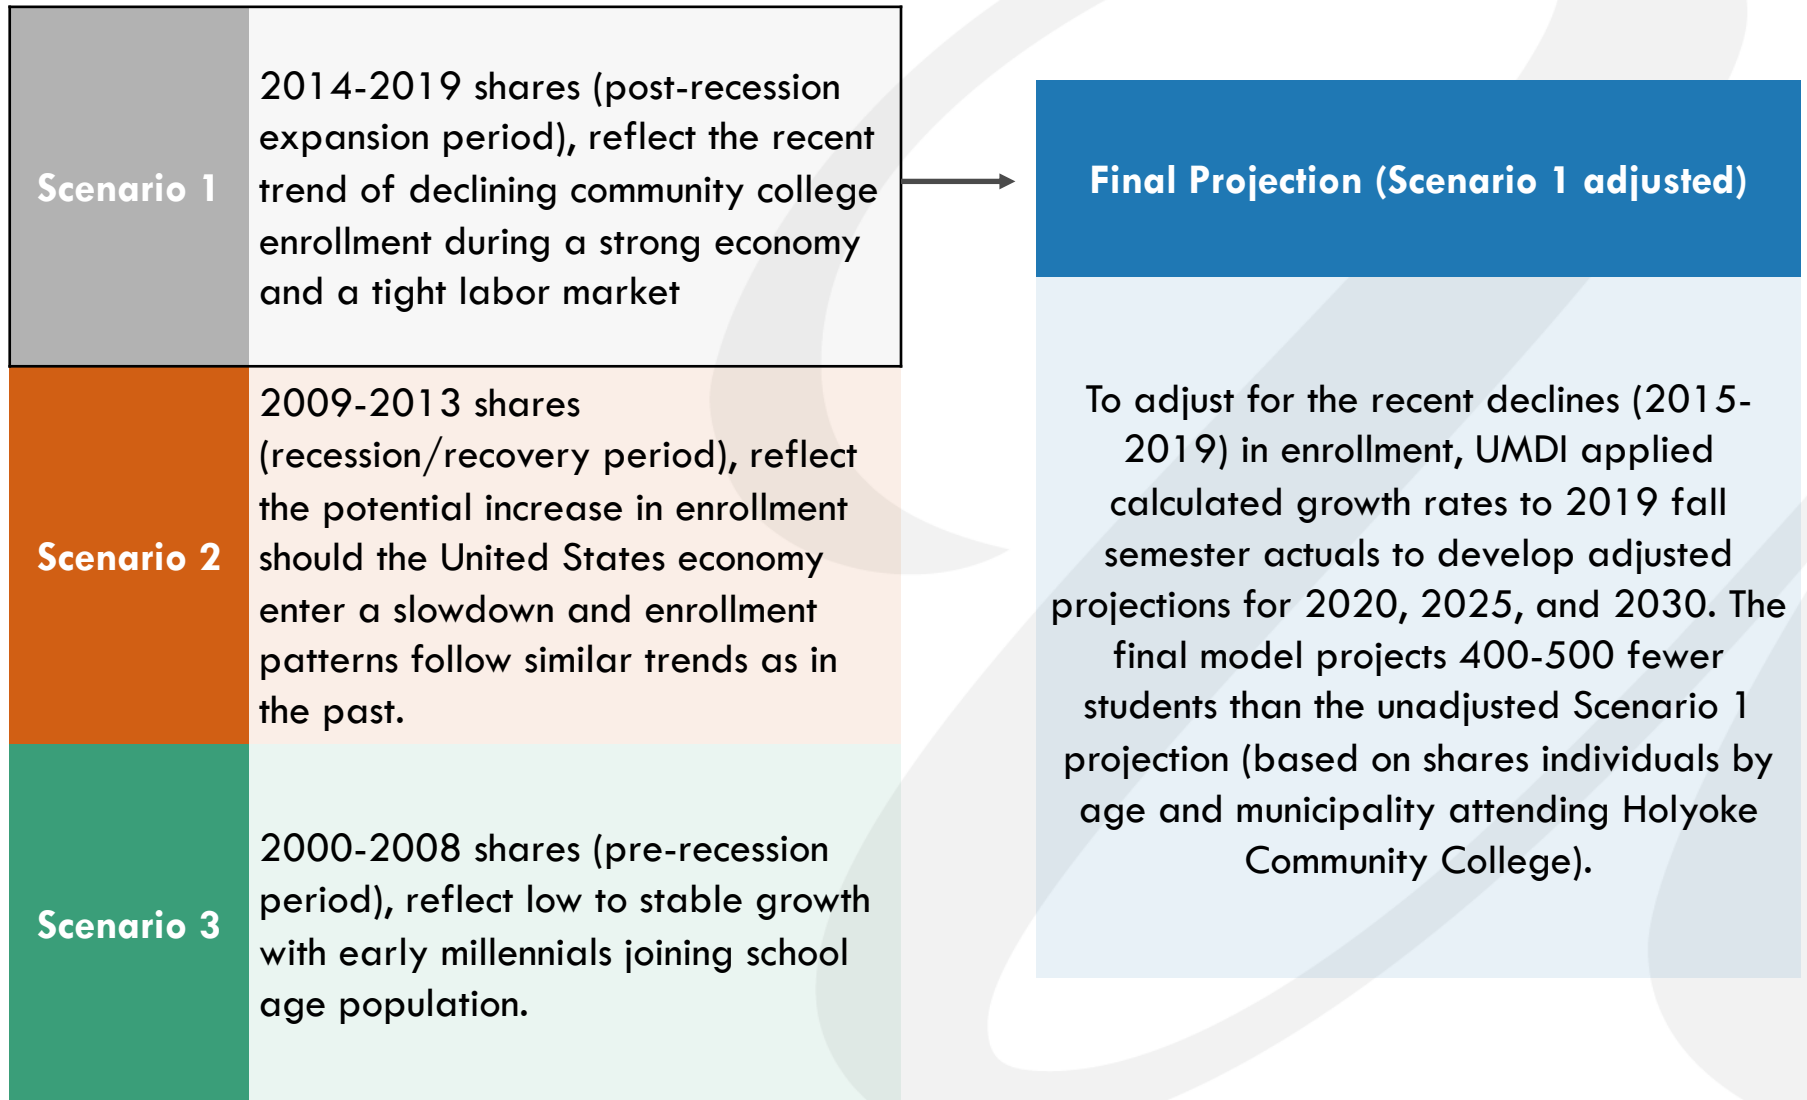 Scenario 1
2014-2019 shares (post-recession
expansion period), reflect the recent
trend of declining community college
enrollment during a strong economy
and a tight labor market
Scenario 2
2009-2013 shares
(recession/recovery period), reflect
the potential increase in enrollment
should the United States economy
enter a slowdown and enrollment
patterns follow similar trends as in
the past.
Scenario 3
2000-2008 shares (pre-recession
period), reflect low to stable growth
with early millennials joining school
age population.
Final Projection (Scenario 1 adjusted)
To adjust for the recent declines (2015-
2019) in enrollment, UMDI applied
calculated growth rates to 2019 fall
semester actuals to develop adjusted
projections for 2020, 2025, and 2030. The
final model projects 400-500 fewer
students than the unadjusted Scenario 1
projection (based on shares individuals by
age and municipality attending Holyoke
Community College).